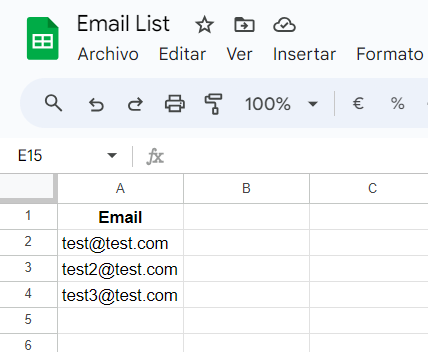 Email List
Archivo Editar Ver Insertar Formato
100% € %
E15 fx
A B C
1 Email
2 test@test.com
3 test2@test.com
4 test3@test.com
5
6